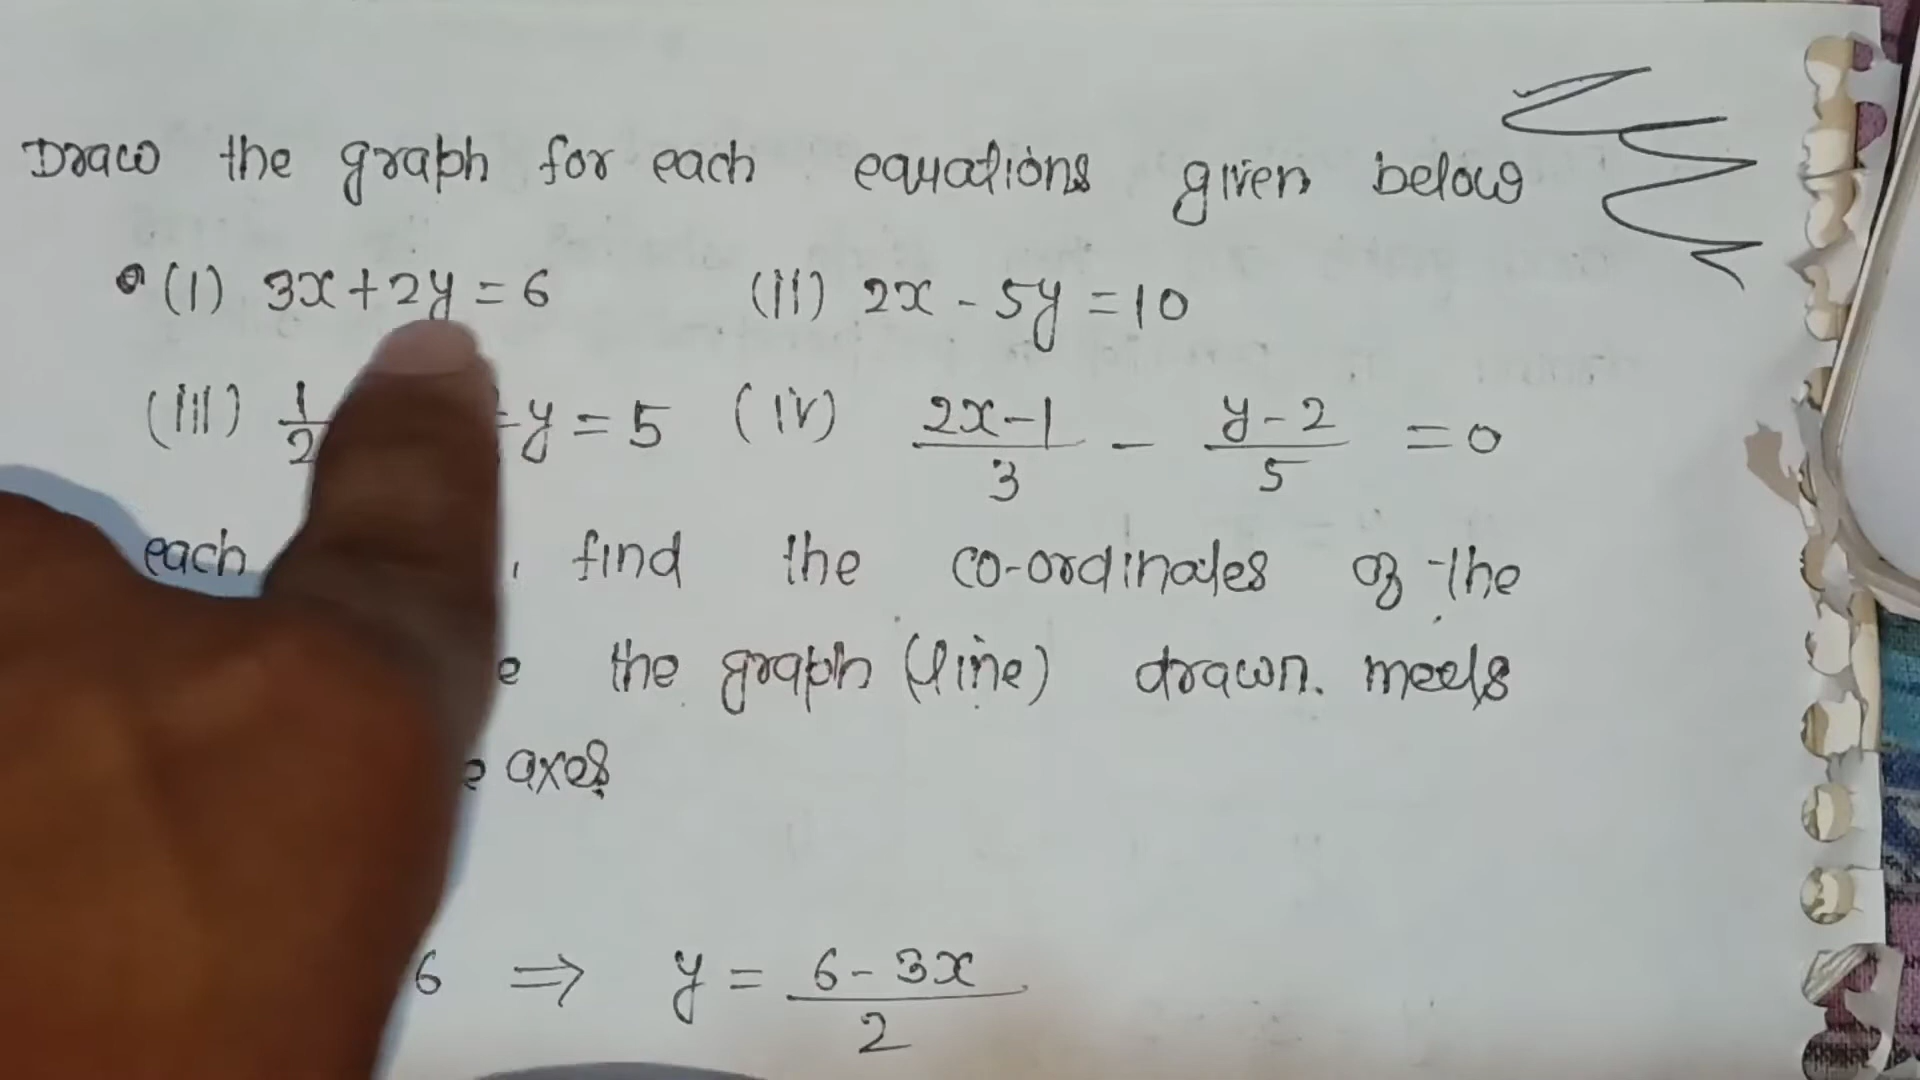 Draw the graph for each equations given below
(i) 3x+2y=6 (ii) 2x - 5y = 10
(iii) 1/2 y = 5 (iv) (2x-1)/3 - (y-2)/5 = 0
each find the co-ordinates of the
the graph (line) drawn. meets
axes
6 ⇒ y = (6-3x)/2